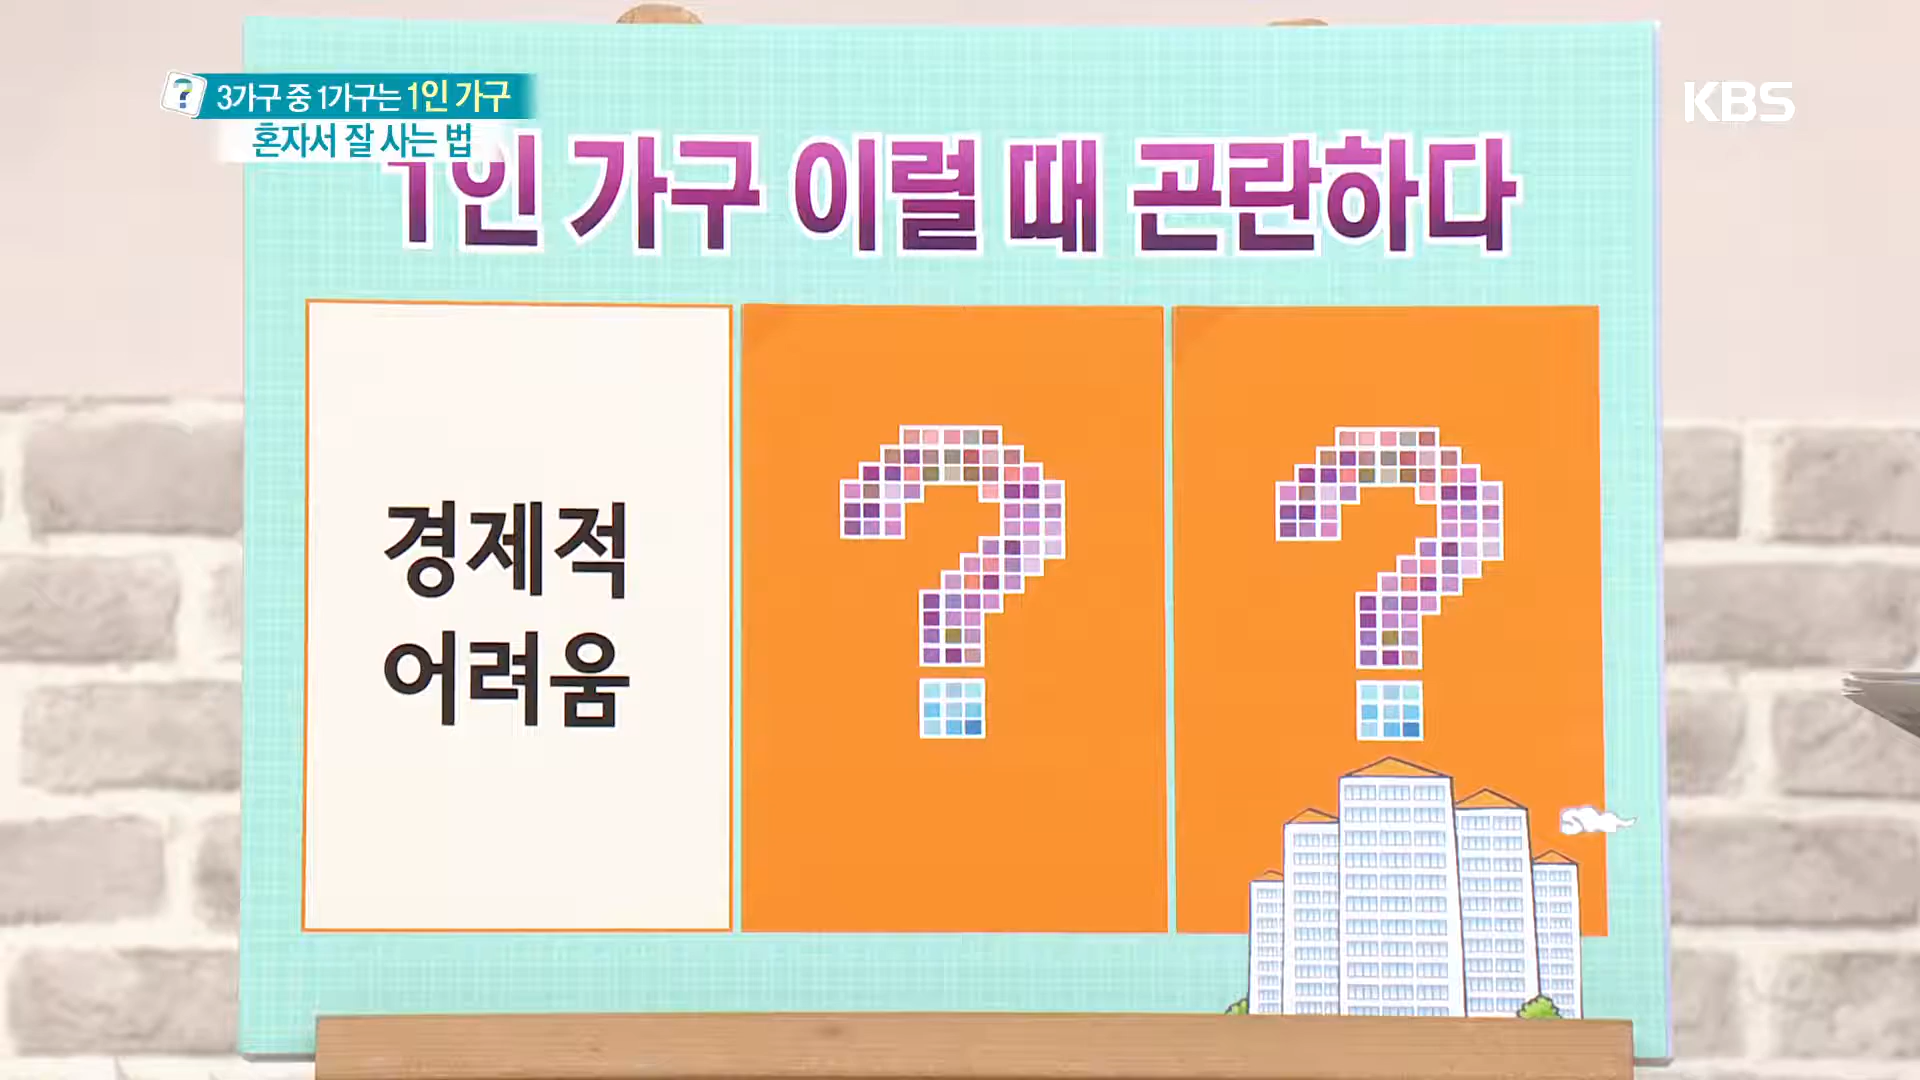 3가구 중 1가구는 1인 가구
혼자서 잘 사는 법
KBS
1인 가구 이럴 때 곤란하다
경제적
어려움
?
?